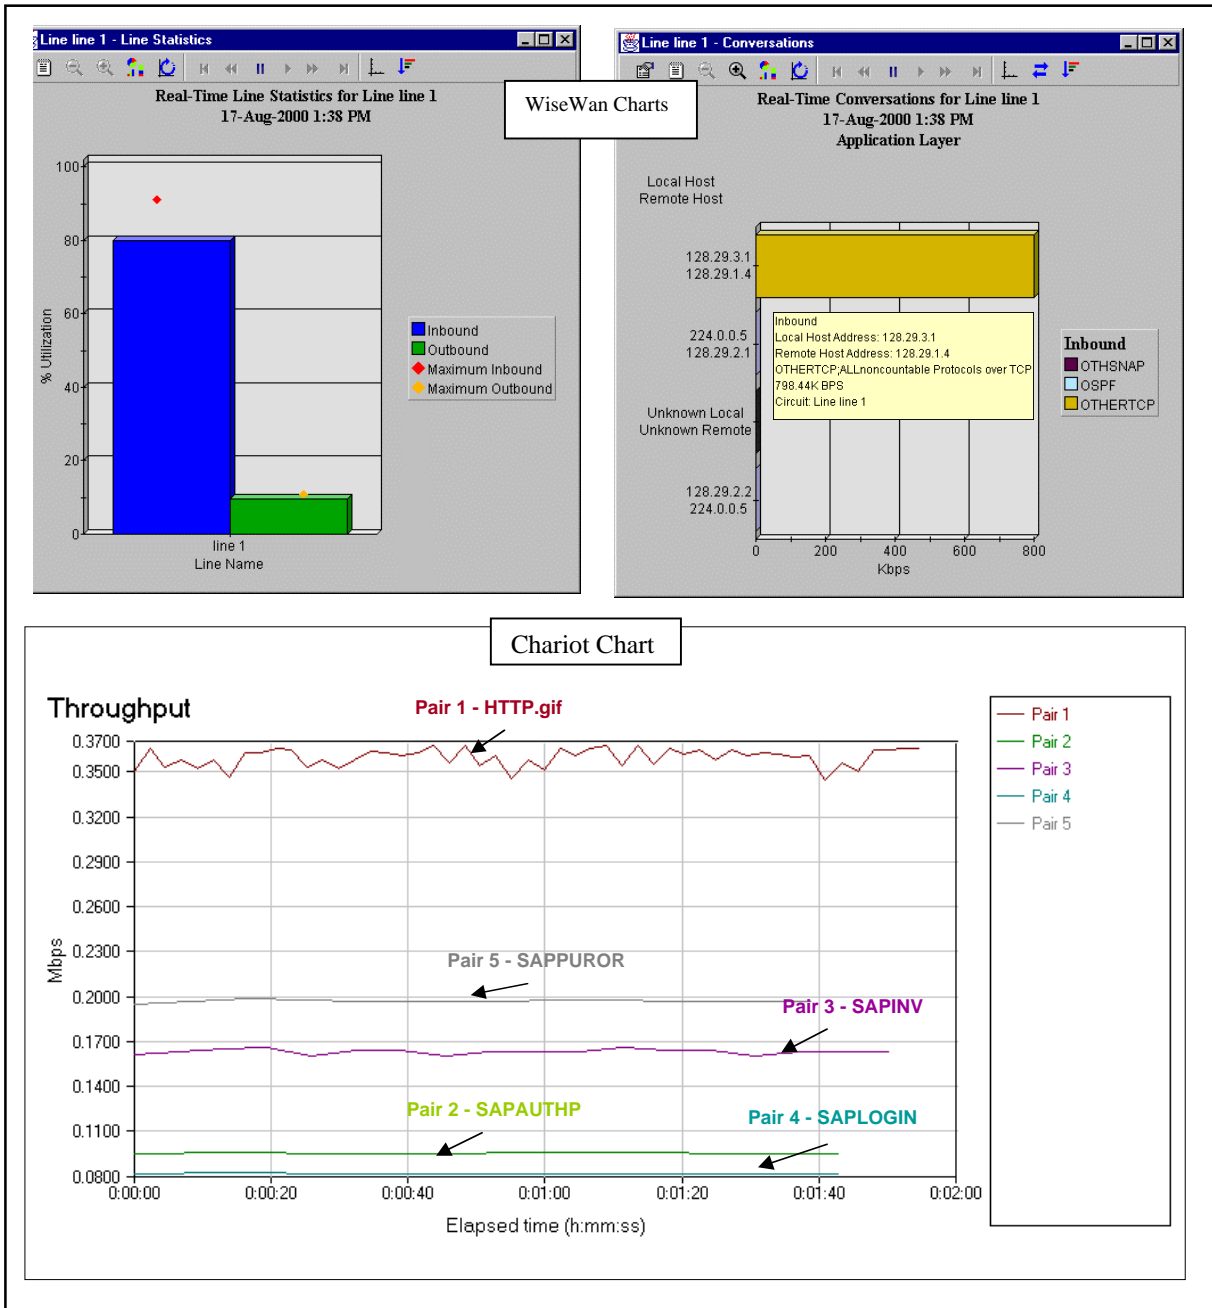 Line line 1 - Line Statistics
Real-Time Line Statistics for Line line 1
17-Aug-2000 1:38 PM
100
80
60
40
20
0
% Utilization
line 1
Line Name
Inbound
Outbound
Maximum Inbound
Maximum Outbound
WiseWan Charts
Line line 1 - Conversations
Real-Time Conversations for Line line 1
17-Aug-2000 1:38 PM
Application Layer
Local Host
Remote Host
128.29.3.1
128.29.1.4
224.0.0.5
128.29.2.1
Unknown Local
Unknown Remote
128.29.2.2
224.0.0.5
Inbound
Local Host Address: 128.29.3.1
Remote Host Address: 128.29.1.4
OTHERTCP;ALLnoncountable Protocols over TCP
798.44K BPS
Circuit: Line line 1
0 200 400 600 800
Kbps
Inbound
OTHSNAP
OSPF
OTHERTCP
Chariot Chart
Throughput
Pair 1 - HTTP.gif
0.3700
0.3500
0.3200
0.2900
0.2600
0.2300
0.2000
0.1700
0.1400
0.1100
0.0800
Mbps
Pair 5 - SAPPUROR
Pair 3 - SAPINV
Pair 2 - SAPAUTHP
Pair 4 - SAPLOGIN
0:00:00 0:00:20 0:00:40 0:01:00 0:01:20 0:01:40 0:02:00
Elapsed time (h:mm:ss)
Pair 1
Pair 2
Pair 3
Pair 4
Pair 5